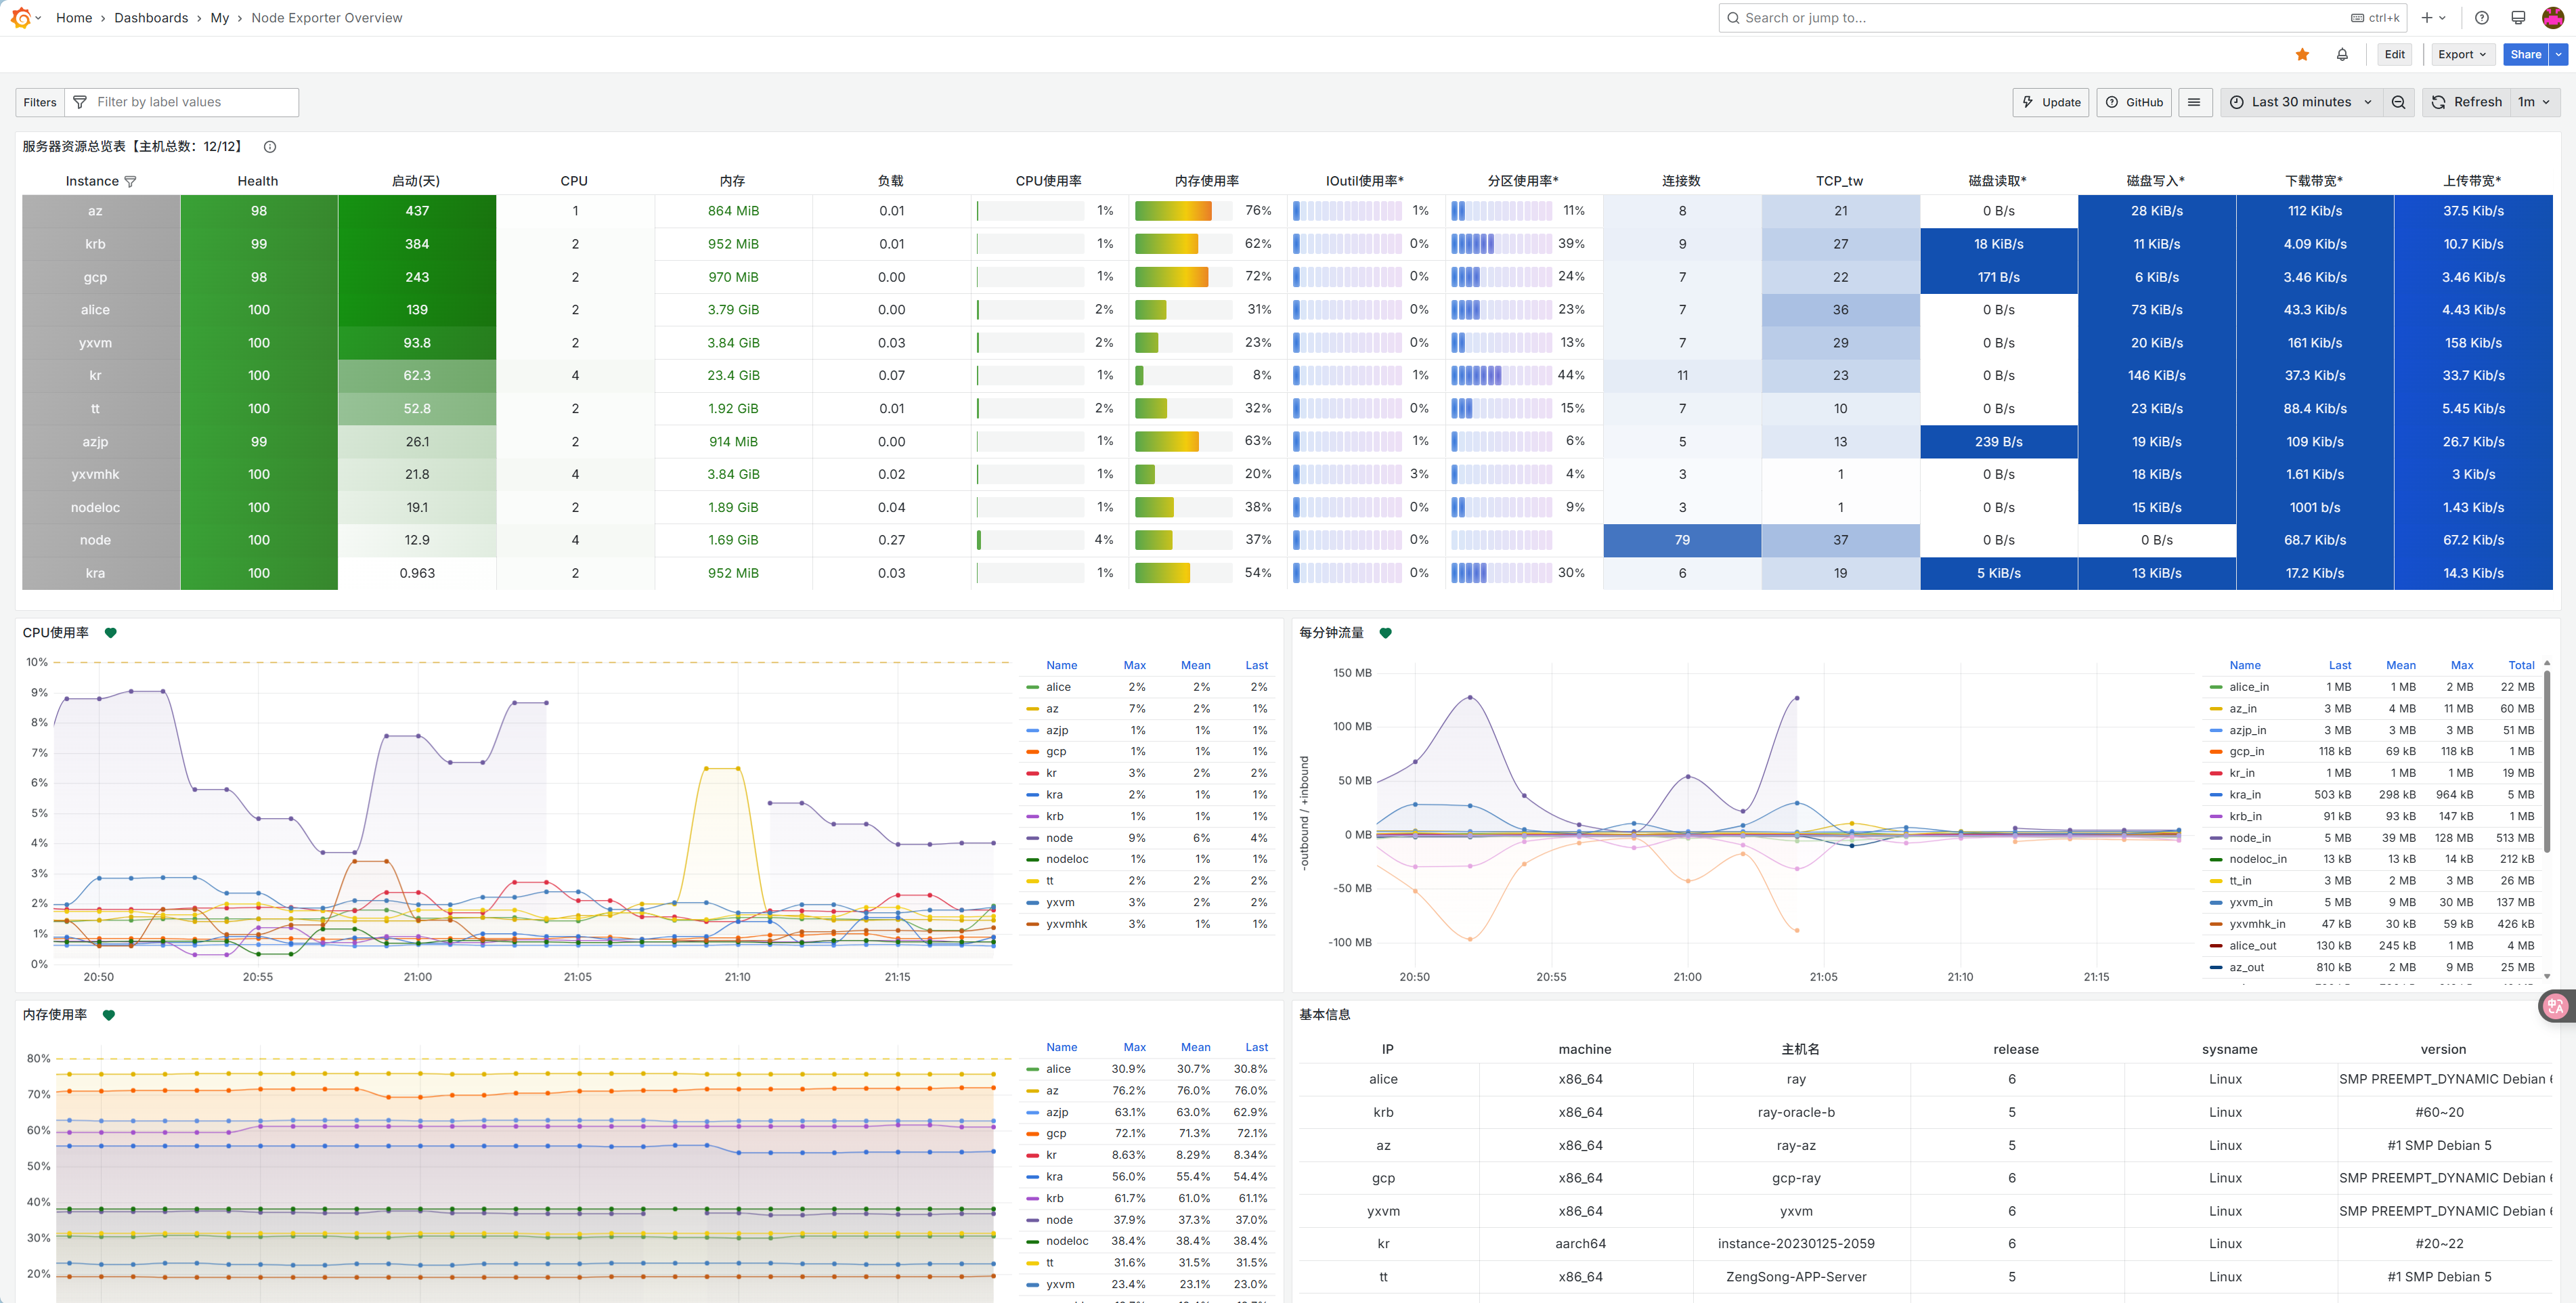 Home › Dashboards › My › Node Exporter Overview
Search or jump to...
ctrl+k
Edit Export Share
Filters Filter by label values
Update GitHub Last 30 minutes Refresh 1m
服务器资源总览表【主机总数：12/12】
Instance Health 启动(天) CPU 内存 负载 CPU使用率 内存使用率 IOutil使用率* 分区使用率* 连接数 TCP_tw 磁盘读取* 磁盘写入* 下载带宽* 上传带宽*
az 98 437 1 864 MiB 0.01 1% 76% 1% 11% 8 21 0 B/s 28 KiB/s 112 Kib/s 37.5 Kib/s
krb 99 384 2 952 MiB 0.01 1% 62% 0% 39% 9 27 18 KiB/s 11 KiB/s 4.09 Kib/s 10.7 Kib/s
gcp 98 243 2 970 MiB 0.00 1% 72% 0% 24% 7 22 171 B/s 6 KiB/s 3.46 Kib/s 3.46 Kib/s
alice 100 139 2 3.79 GiB 0.00 2% 31% 0% 23% 7 36 0 B/s 73 KiB/s 43.3 Kib/s 4.43 Kib/s
yxvm 100 93.8 2 3.84 GiB 0.03 2% 23% 0% 13% 7 29 0 B/s 20 KiB/s 161 Kib/s 158 Kib/s
kr 100 62.3 4 23.4 GiB 0.07 1% 8% 1% 44% 11 23 0 B/s 146 KiB/s 37.3 Kib/s 33.7 Kib/s
tt 100 52.8 2 1.92 GiB 0.01 2% 32% 0% 15% 7 10 0 B/s 23 KiB/s 88.4 Kib/s 5.45 Kib/s
azjp 99 26.1 2 914 MiB 0.00 1% 63% 1% 6% 5 13 239 B/s 19 KiB/s 109 Kib/s 26.7 Kib/s
yxvmhk 100 21.8 4 3.84 GiB 0.02 1% 20% 3% 4% 3 1 0 B/s 18 KiB/s 1.61 Kib/s 3 Kib/s
nodeloc 100 19.1 2 1.89 GiB 0.04 1% 38% 0% 9% 3 1 0 B/s 15 KiB/s 1001 b/s 1.43 Kib/s
node 100 12.9 4 1.69 GiB 0.27 4% 37% 0% 79 37 0 B/s 0 B/s 68.7 Kib/s 67.2 Kib/s
kra 100 0.963 2 952 MiB 0.03 1% 54% 0% 30% 6 19 5 KiB/s 13 KiB/s 17.2 Kib/s 14.3 Kib/s
CPU使用率
10%
9%
8%
7%
6%
5%
4%
3%
2%
1%
0%
20:50 20:55 21:00 21:05 21:10 21:15
Name Max Mean Last
alice 2% 2% 2%
az 7% 2% 1%
azjp 1% 1% 1%
gcp 1% 1% 1%
kr 3% 2% 2%
kra 2% 1% 1%
krb 1% 1% 1%
node 9% 6% 4%
nodeloc 1% 1% 1%
tt 2% 2% 2%
yxvm 3% 2% 2%
yxvmhk 3% 1% 1%
每分钟流量
-outbound / +inbound
150 MB
100 MB
50 MB
0 MB
-50 MB
-100 MB
20:50 20:55 21:00 21:05 21:10 21:15
Name Last Mean Max Total
alice_in 1 MB 1 MB 2 MB 22 MB
az_in 3 MB 4 MB 11 MB 60 MB
azjp_in 3 MB 3 MB 3 MB 51 MB
gcp_in 118 kB 69 kB 118 kB 1 MB
kr_in 1 MB 1 MB 1 MB 19 MB
kra_in 503 kB 298 kB 964 kB 5 MB
krb_in 91 kB 93 kB 147 kB 1 MB
node_in 5 MB 39 MB 128 MB 513 MB
nodeloc_in 13 kB 13 kB 14 kB 212 kB
tt_in 3 MB 2 MB 3 MB 26 MB
yxvm_in 5 MB 9 MB 30 MB 137 MB
yxvmhk_in 47 kB 30 kB 59 kB 426 kB
alice_out 130 kB 245 kB 1 MB 4 MB
az_out 810 kB 2 MB 9 MB 25 MB
内存使用率
80%
70%
60%
50%
40%
30%
20%
Name Max Mean Last
alice 30.9% 30.7% 30.8%
az 76.2% 76.0% 76.0%
azjp 63.1% 63.0% 62.9%
gcp 72.1% 71.3% 72.1%
kr 8.63% 8.29% 8.34%
kra 56.0% 55.4% 54.4%
krb 61.7% 61.0% 61.1%
node 37.9% 37.3% 37.0%
nodeloc 38.4% 38.4% 38.4%
tt 31.6% 31.5% 31.5%
yxvm 23.4% 23.1% 23.0%
基本信息
IP machine 主机名 release sysname version
alice x86_64 ray 6 Linux SMP PREEMPT_DYNAMIC Debian 6
krb x86_64 ray-oracle-b 5 Linux #60~20
az x86_64 ray-az 5 Linux #1 SMP Debian 5
gcp x86_64 gcp-ray 6 Linux SMP PREEMPT_DYNAMIC Debian 6
yxvm x86_64 yxvm 6 Linux SMP PREEMPT_DYNAMIC Debian 6
kr aarch64 instance-20230125-2059 6 Linux #20~22
tt x86_64 ZengSong-APP-Server 5 Linux #1 SMP Debian 5